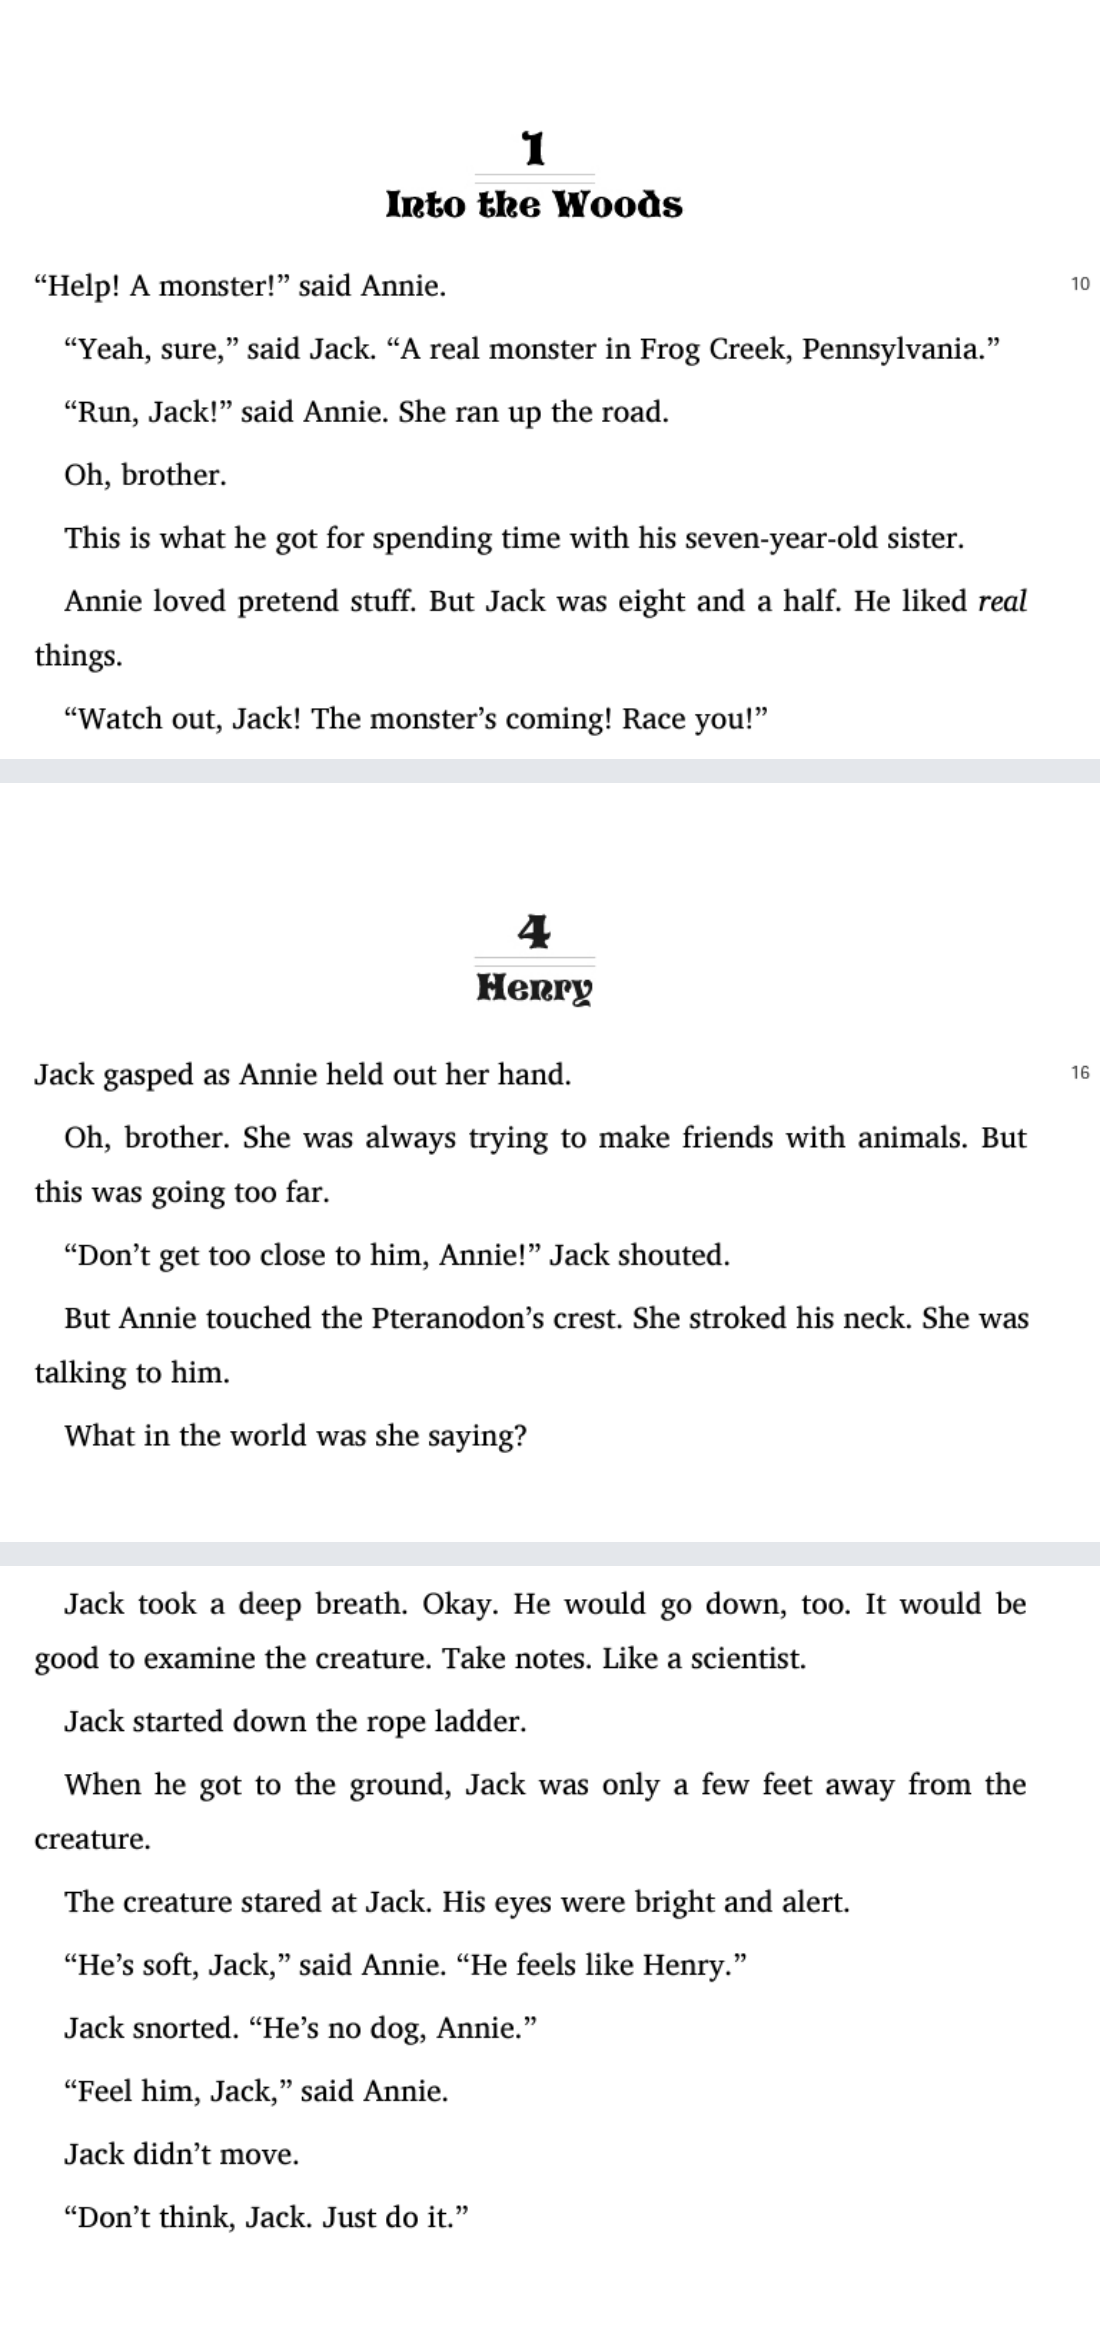 1
Into the Woods
“Help! A monster!” said Annie.
10
“Yeah, sure,” said Jack. “A real monster in Frog Creek, Pennsylvania.”
“Run, Jack!” said Annie. She ran up the road.
Oh, brother.
This is what he got for spending time with his seven-year-old sister.
Annie loved pretend stuff. But Jack was eight and a half. He liked real
things.
“Watch out, Jack! The monster’s coming! Race you!”
4
Henry
Jack gasped as Annie held out her hand.
16
Oh, brother. She was always trying to make friends with animals. But
this was going too far.
“Don’t get too close to him, Annie!” Jack shouted.
But Annie touched the Pteranodon’s crest. She stroked his neck. She was
talking to him.
What in the world was she saying?
Jack took a deep breath. Okay. He would go down, too. It would be
good to examine the creature. Take notes. Like a scientist.
Jack started down the rope ladder.
When he got to the ground, Jack was only a few feet away from the
creature.
The creature stared at Jack. His eyes were bright and alert.
“He’s soft, Jack,” said Annie. “He feels like Henry.”
Jack snorted. “He’s no dog, Annie.”
“Feel him, Jack,” said Annie.
Jack didn’t move.
“Don’t think, Jack. Just do it.”